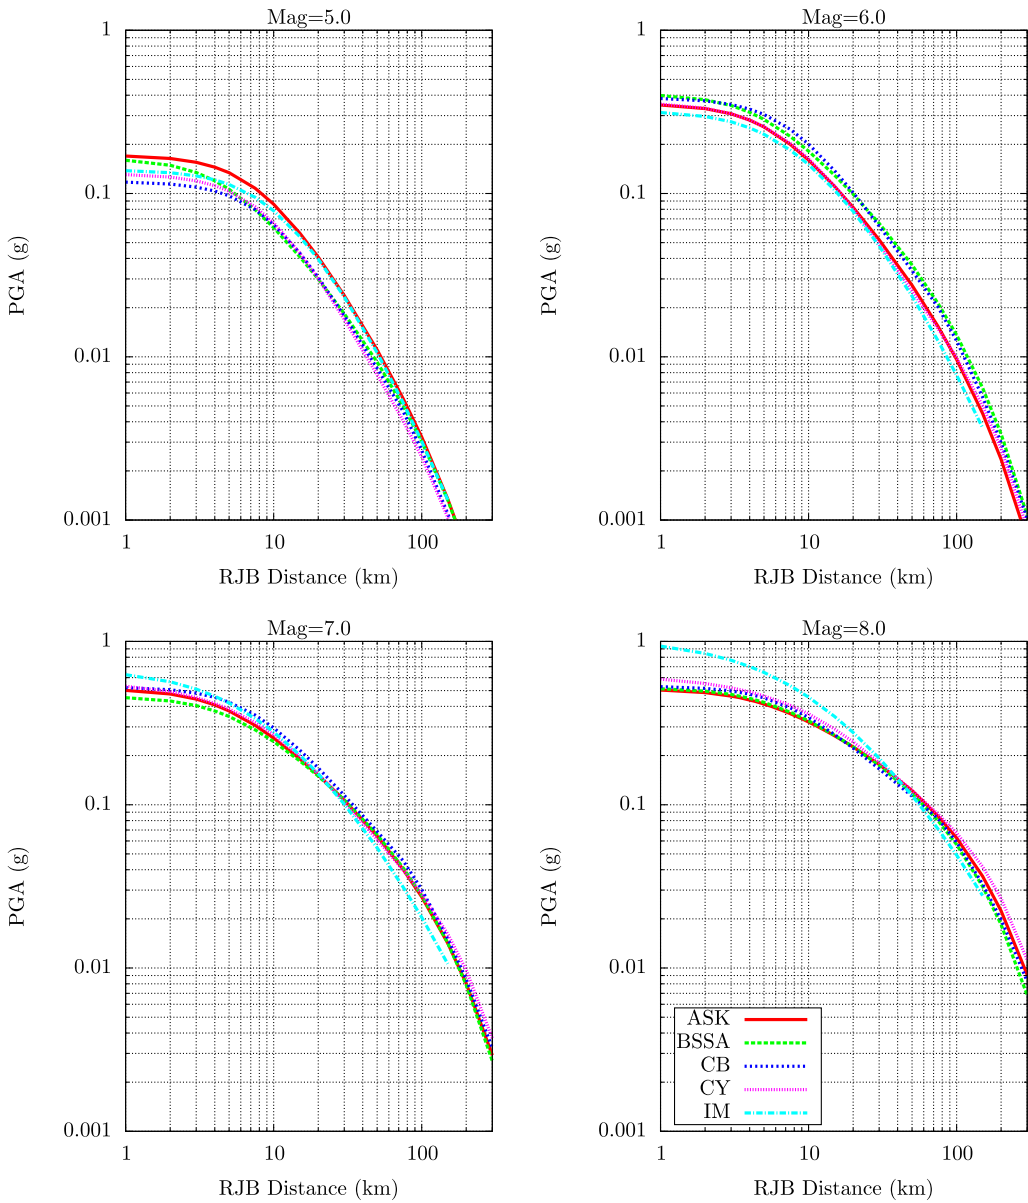 Mag=5.0
1
0.1
0.01
0.001
PGA (g)
1 10 100
RJB Distance (km)
Mag=6.0
1
0.1
0.01
0.001
PGA (g)
1 10 100
RJB Distance (km)
Mag=7.0
1
0.1
0.01
0.001
PGA (g)
1 10 100
RJB Distance (km)
Mag=8.0
1
0.1
0.01
0.001
PGA (g)
ASK
BSSA
CB
CY
IM
1 10 100
RJB Distance (km)